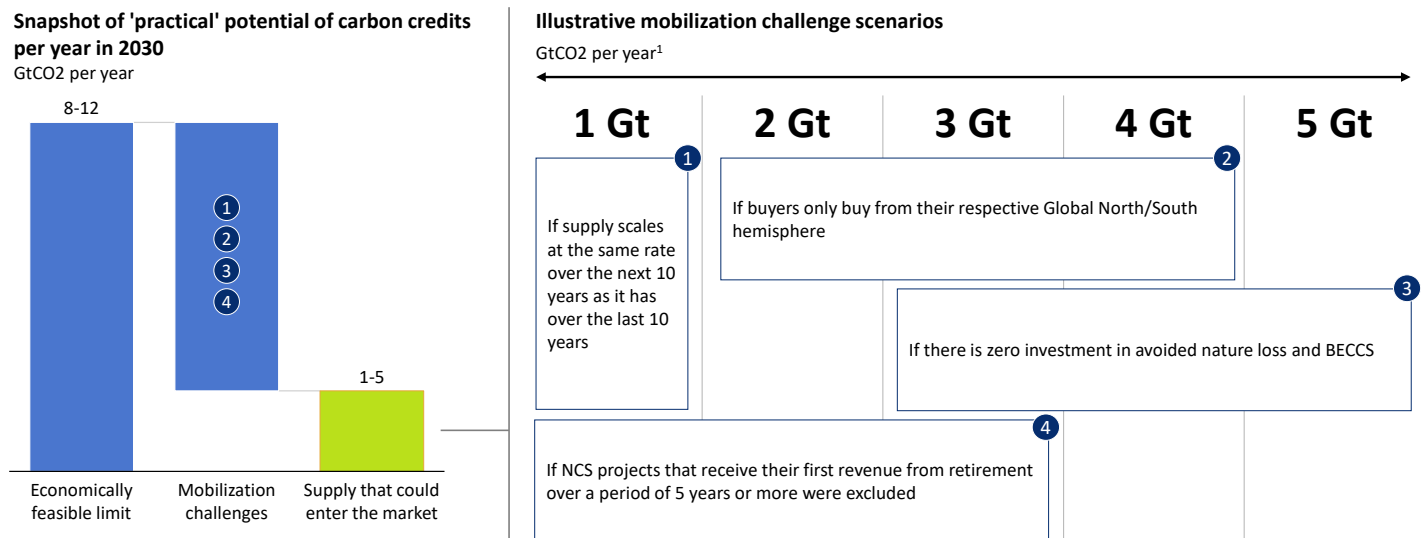 Snapshot of 'practical' potential of carbon credits
per year in 2030
GtCO2 per year
8-12
1
2
3
4
1-5
Economically
feasible limit
Mobilization
challenges
Supply that could
enter the market
Illustrative mobilization challenge scenarios
GtCO2 per year1
1 Gt
2 Gt
3 Gt
4 Gt
5 Gt
1
If supply scales
at the same rate
over the next 10
years as it has
over the last 10
years
2
If buyers only buy from their respective Global North/South
hemisphere
3
If there is zero investment in avoided nature loss and BECCS
4
If NCS projects that receive their first revenue from retirement
over a period of 5 years or more were excluded